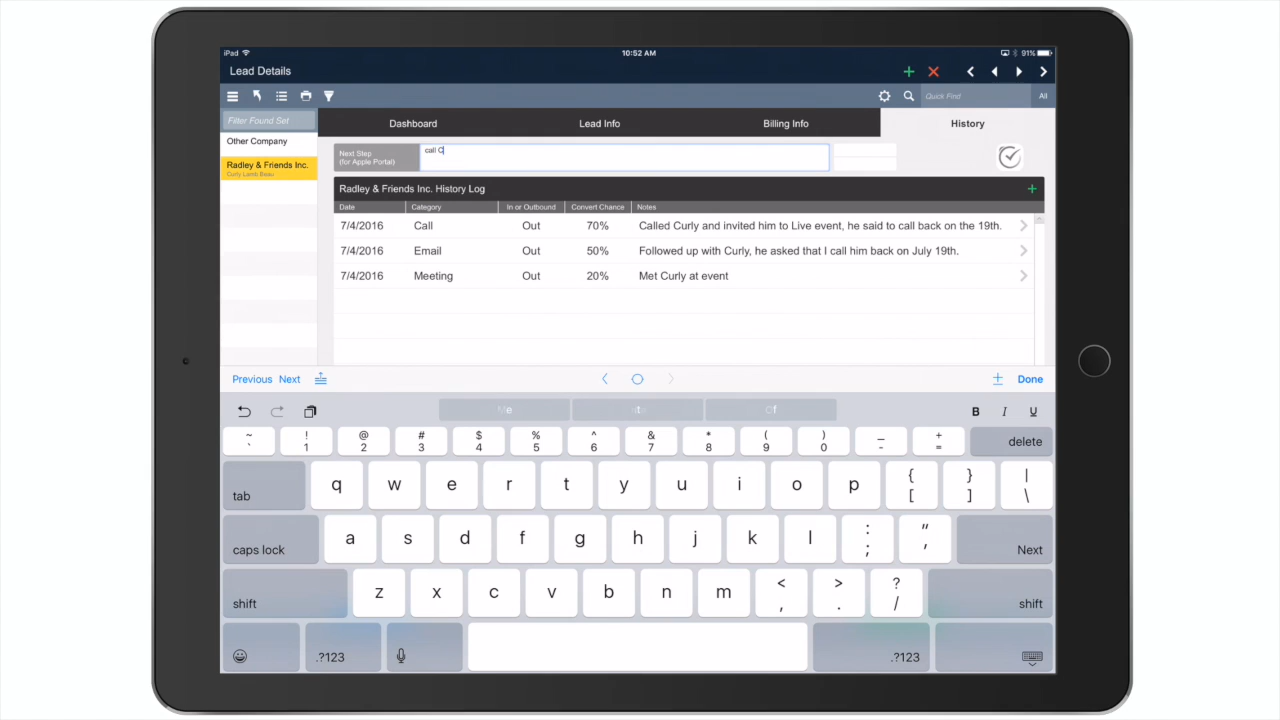 iPad 10:52 AM 91%
Lead Details
Quick Find All
Filter Found Set
Other Company
Radley & Friends Inc.
Curly Lamb Beau
Dashboard Lead Info Billing Info History
Next Step
(for Apple Portal)
call C
Radley & Friends Inc. History Log
Date Category In or Outbound Convert Chance Notes
7/4/2016 Call Out 70% Called Curly and invited him to Live event, he said to call back on the 19th.
7/4/2016 Email Out 50% Followed up with Curly, he asked that I call him back on July 19th.
7/4/2016 Meeting Out 20% Met Curly at event
Previous Next Done
Me Of B I U
~ ! @ # $ % ^ & * ( ) _ +
` 1 2 3 4 5 6 7 8 9 0 - = delete
tab q w e r t y u i o p { [ } ] | \
caps lock a s d f g h j k l : ; " ' Next
shift z x c v b n m < , > . ? / shift
.?123 .?123